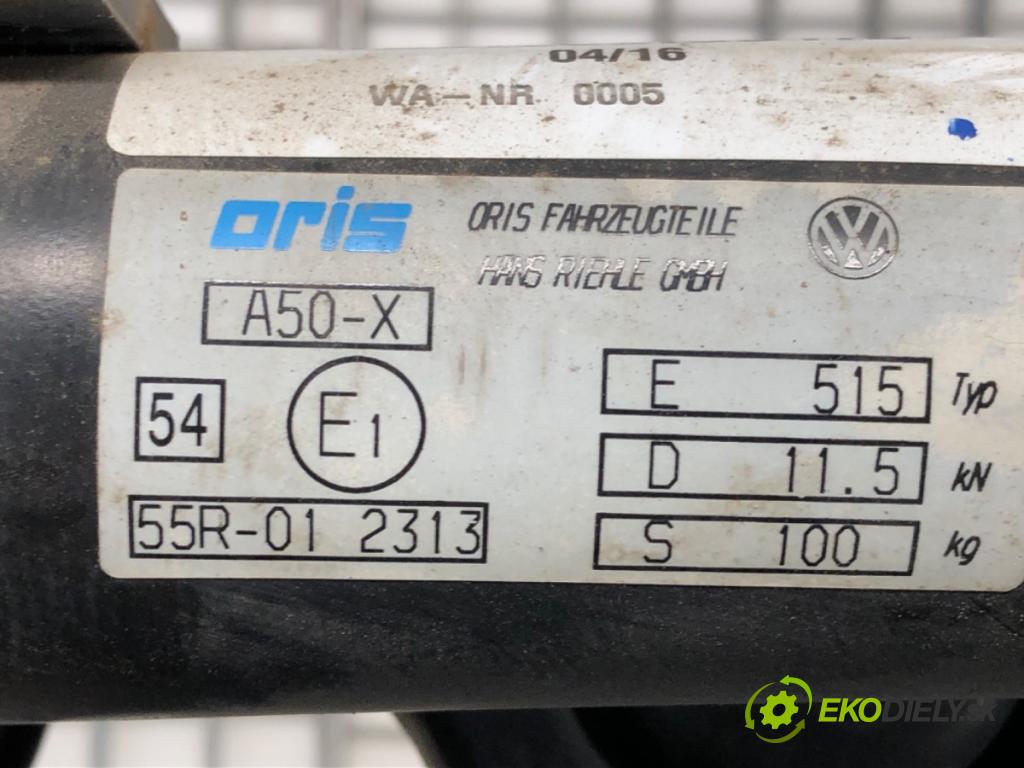 04/16
WA-NR 0005
oris
ORIS FAHRZEUGTEILE
HANS RIEHLE GMBH
VW
A50-X
54
E1
55R-01 2313
E 515 Typ
D 11.5 kN
S 100 kg
EKODIELY.SK